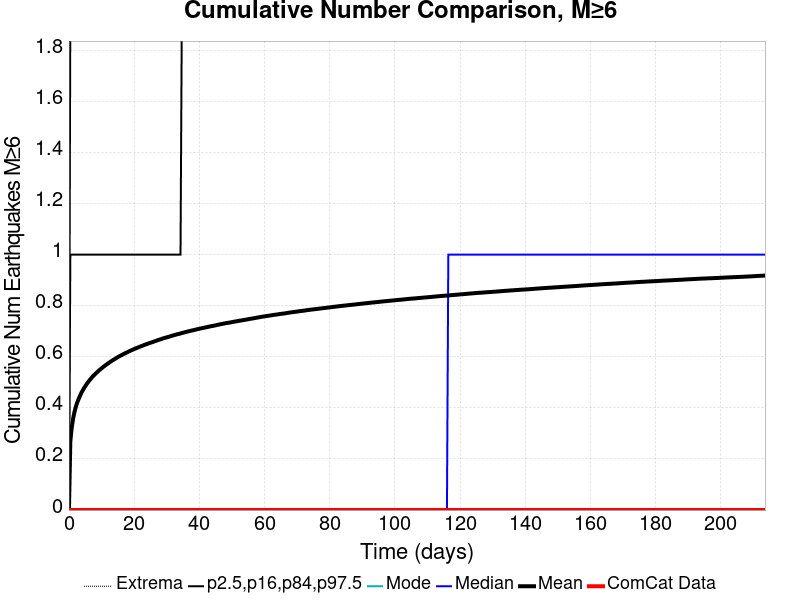 Cumulative Number Comparison, M≥6
Cumulative Num Earthquakes M≥6
1.8
1.6
1.4
1.2
1
0.8
0.6
0.4
0.2
0
0 20 40 60 80 100 120 140 160 180 200
Time (days)
Extrema p2.5,p16,p84,p97.5 Mode Median Mean ComCat Data